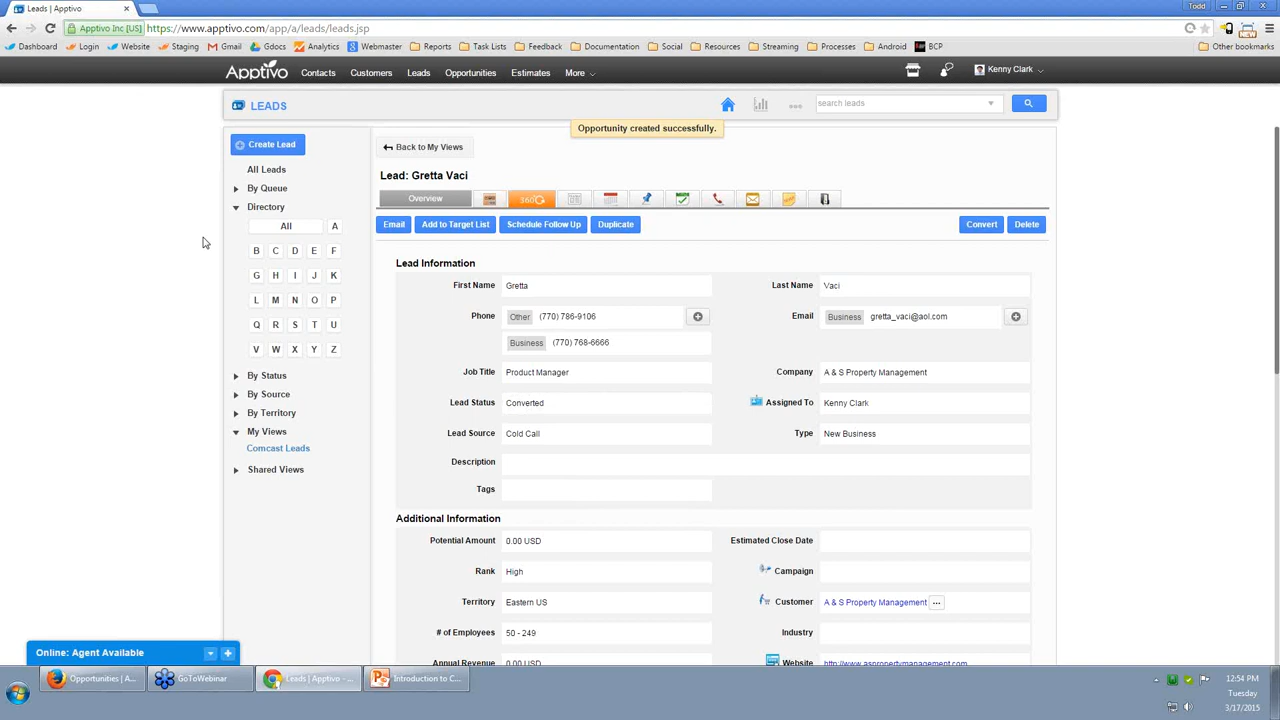 Leads | Apptivo
Todd
Apptivo Inc [US] https://www.apptivo.com/app/a/leads/leads.jsp
Dashboard Login Website Staging Gmail Gdocs Analytics Webmaster Reports Task Lists Feedback Documentation Social Resources Streaming Processes Android BCP Other bookmarks
Apptivo Contacts Customers Leads Opportunities Estimates More Kenny Clark
LEADS search leads
Opportunity created successfully.
Create Lead Back to My Views
All Leads
By Queue
Directory
All A
B C D E F
G H I J K
L M N O P
Q R S T U
V W X Y Z
By Status
By Source
By Territory
My Views
Comcast Leads
Shared Views
Lead: Gretta Vaci
Overview 360
Email Add to Target List Schedule Follow Up Duplicate Convert Delete
Lead Information
First Name Gretta Last Name Vaci
Phone Other (770) 786-9106 Email Business gretta_vaci@aol.com
Business (770) 768-6666
Job Title Product Manager Company A & S Property Management
Lead Status Converted Assigned To Kenny Clark
Lead Source Cold Call Type New Business
Description
Tags
Additional Information
Potential Amount 0.00 USD Estimated Close Date
Rank High Campaign
Territory Eastern US Customer A & S Property Management ...
# of Employees 50 - 249 Industry
Annual Revenue 0.00 USD Website http://www.aspropertymanagement.com
Online: Agent Available
Opportunities | A... GoToWebinar Leads | Apptivo - ... Introduction to C... 12:54 PM
Tuesday
3/17/2015